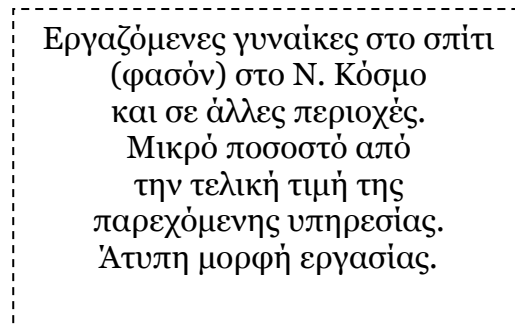 Εργαζόμενες γυναίκες στο σπίτι
(φασόν) στο Ν. Κόσμο
και σε άλλες περιοχές.
Μικρό ποσοστό από
την τελική τιμή της
παρεχόμενης υπηρεσίας.
Άτυπη μορφή εργασίας.